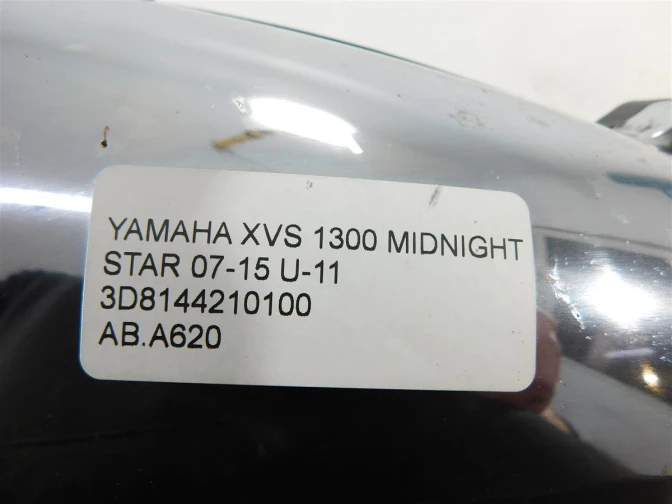 YAMAHA XVS 1300 MIDNIGHT
STAR 07-15 U-11
3D8144210100
AB.A620